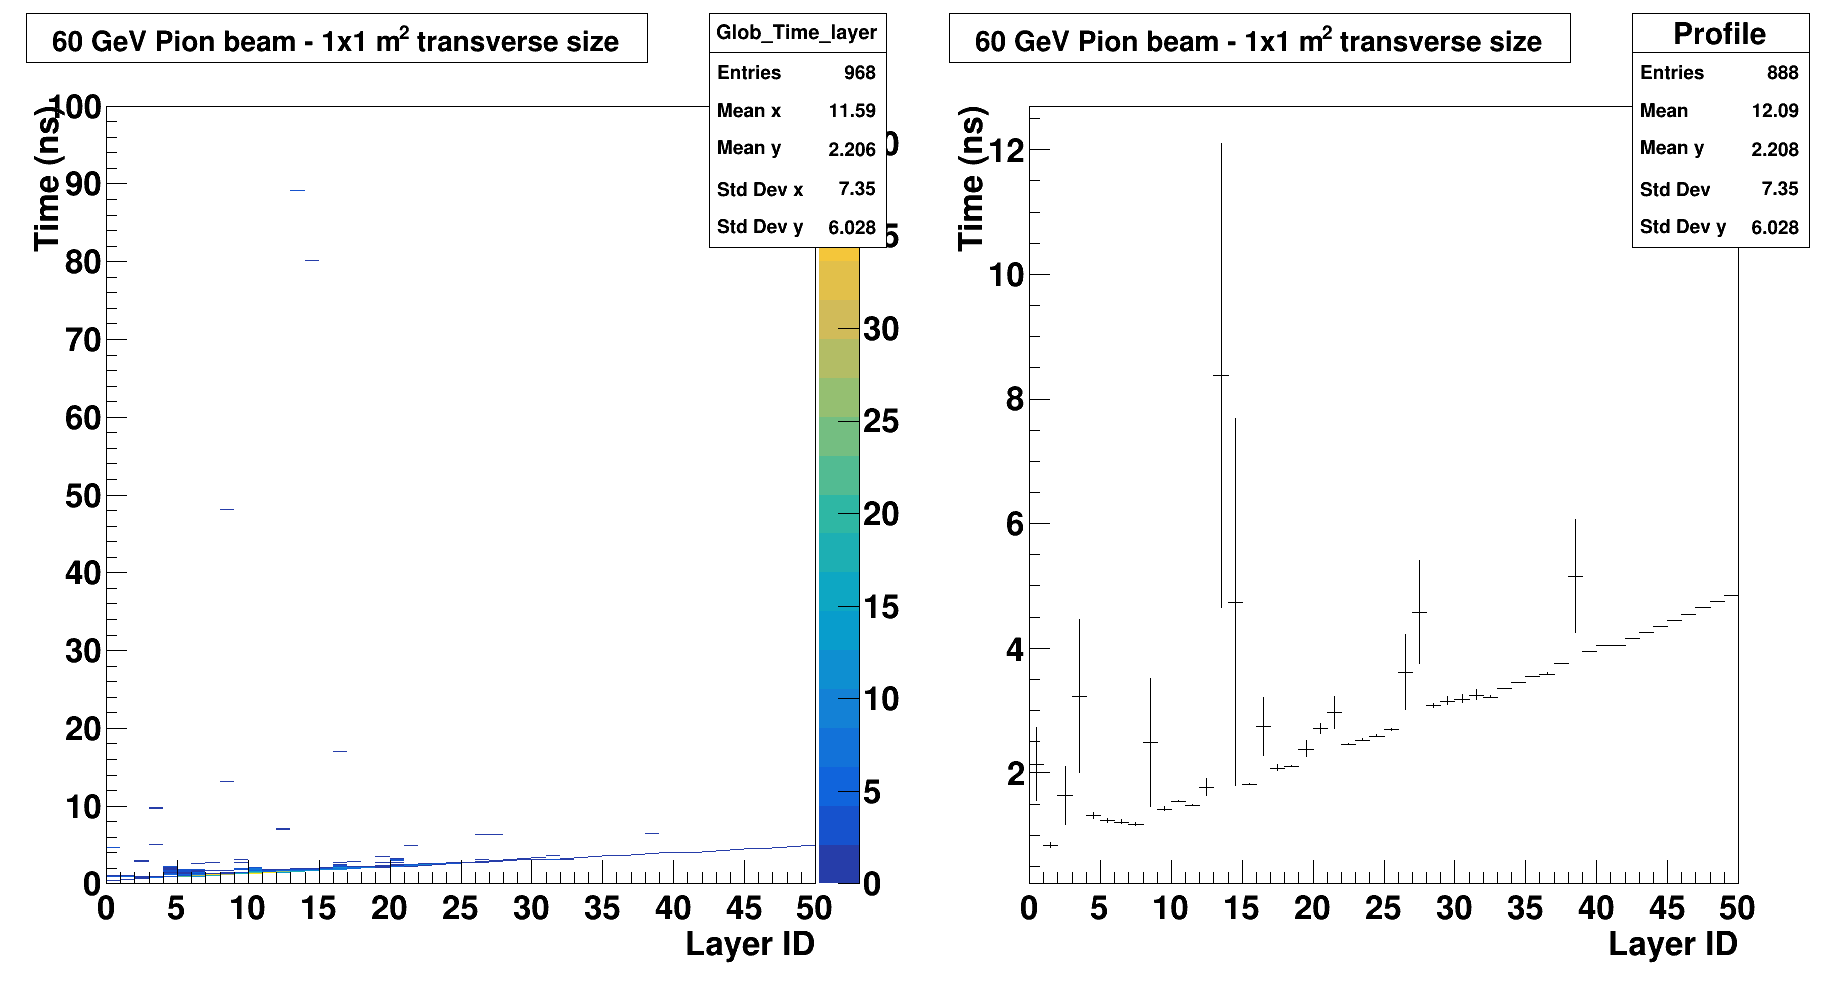 60 GeV Pion beam - 1x1 m² transverse size
Glob_Time_layer
Entries 968
Mean x 11.59
Mean y 2.206
Std Dev x 7.35
Std Dev y 6.028
Time (ns)
100
90
80
70
60
50
40
30
20
10
0
0 5 10 15 20 25 30 35 40 45 50
Layer ID
30
25
20
15
10
5
0
60 GeV Pion beam - 1x1 m² transverse size
Profile
Entries 888
Mean 12.09
Mean y 2.208
Std Dev 7.35
Std Dev y 6.028
Time (ns)
12
10
8
6
4
2
0 5 10 15 20 25 30 35 40 45 50
Layer ID